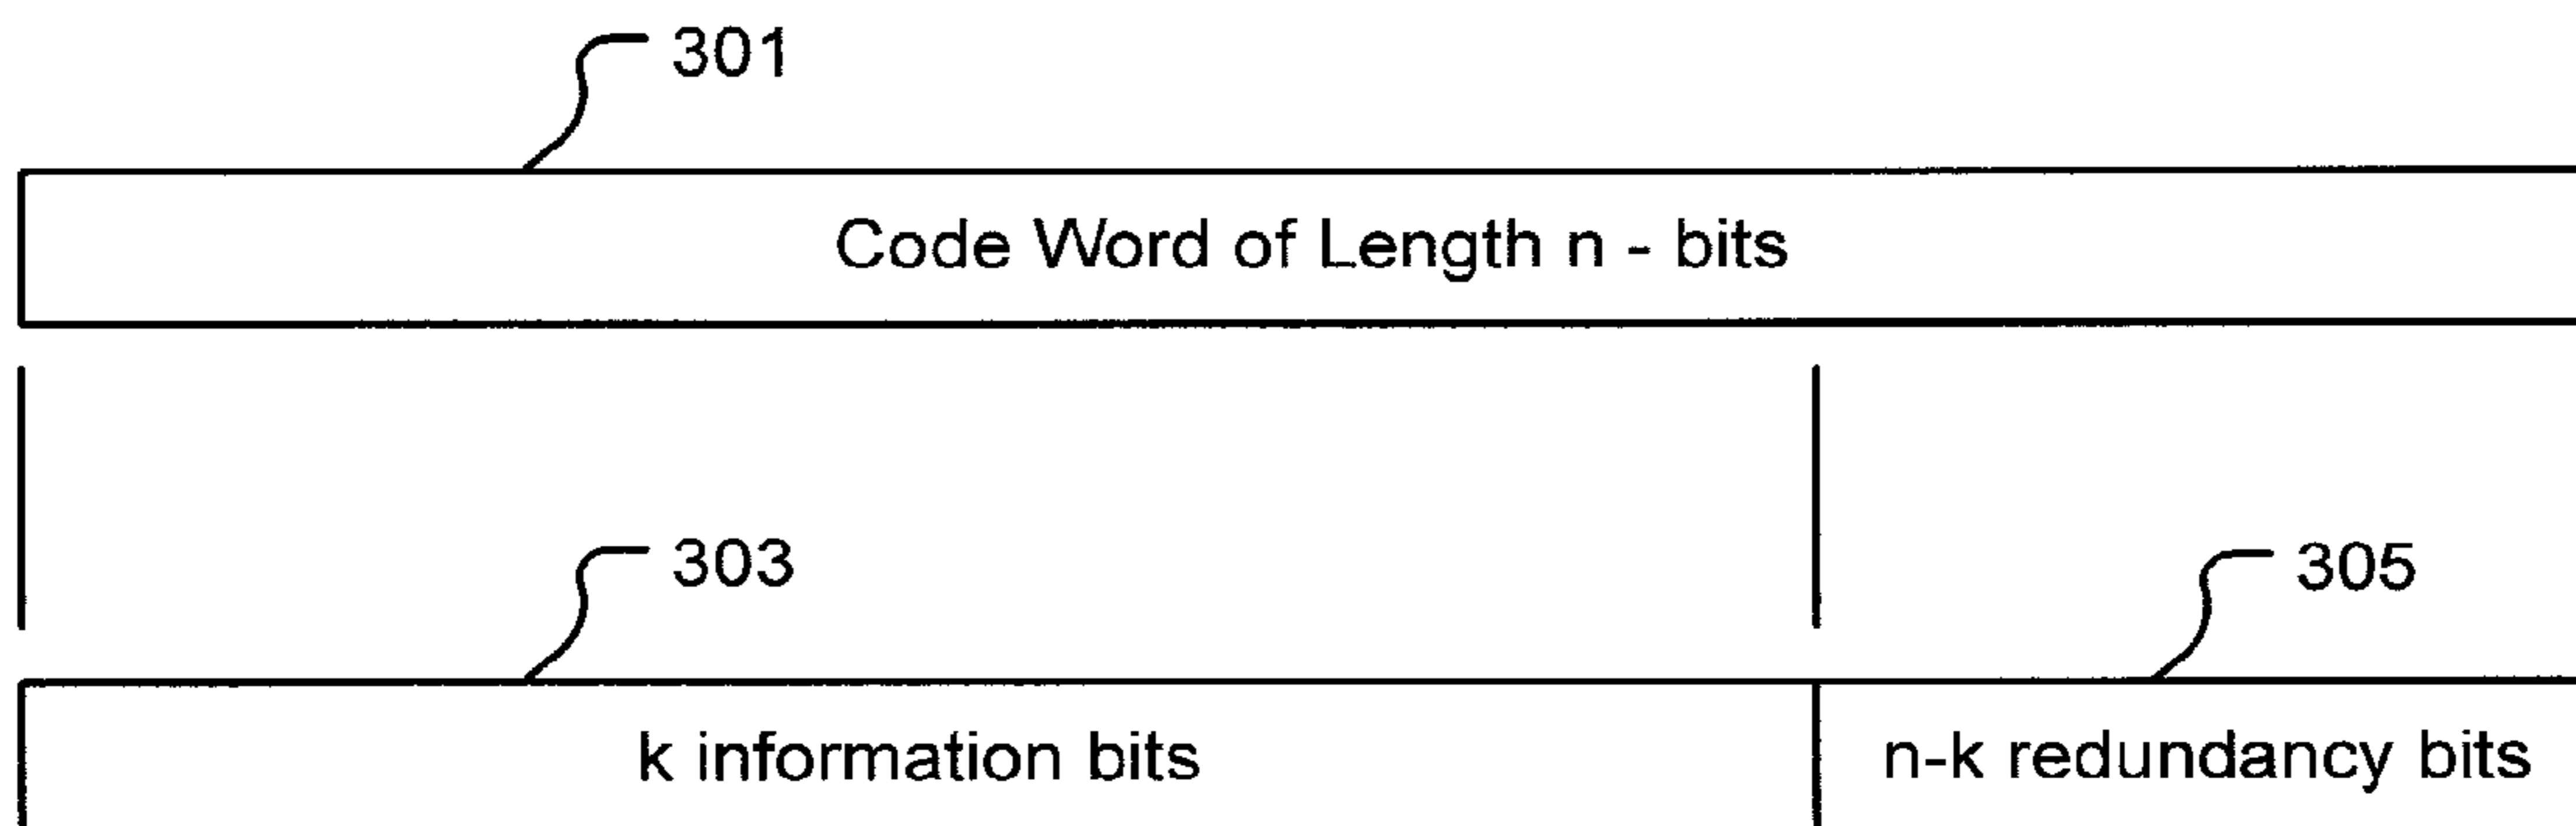 301
Code Word of Length n - bits
303
305
k information bits
n-k redundancy bits